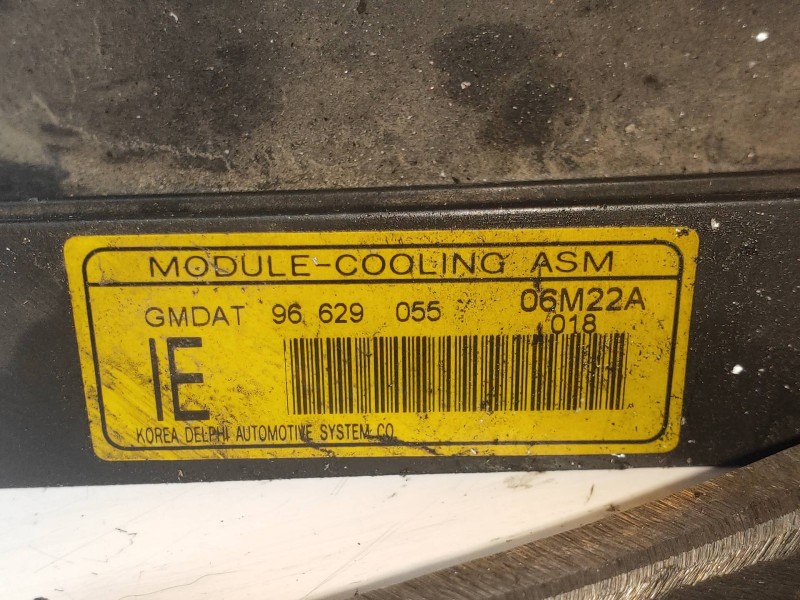 MODULE-COOLING ASM
GMDAT 96 629 055 06M22A
018
IE
KOREA DELPHI AUTOMOTIVE SYSTEM CO